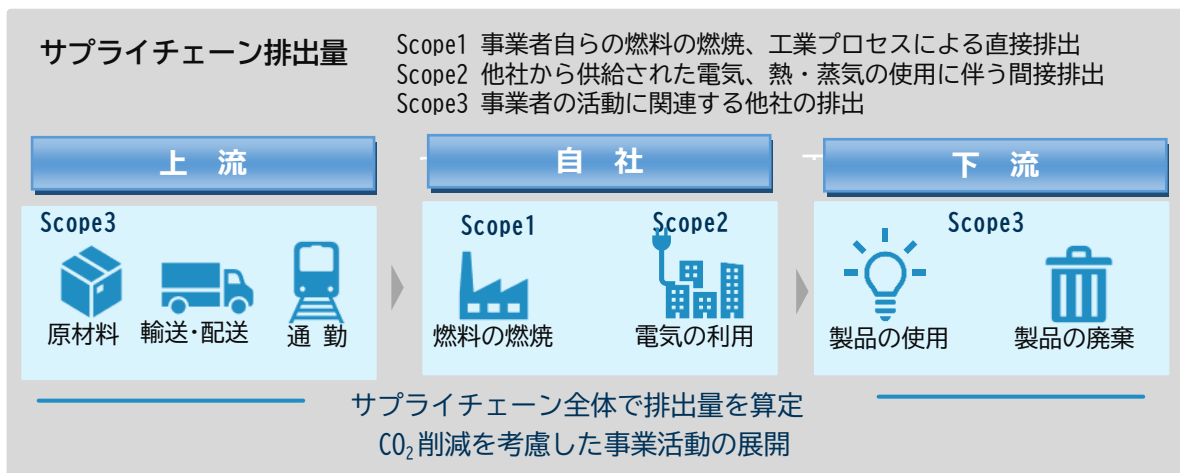 サプライチェーン排出量
Scope1 事業者自らの燃料の燃焼、工業プロセスによる直接排出
Scope2 他社から供給された電気、熱・蒸気の使用に伴う間接排出
Scope3 事業者の活動に関連する他社の排出
上 流
自 社
下 流
Scope3
原材料
輸送・配送
通 勤
Scope1
Scope2
燃料の燃焼
電気の利用
Scope3
製品の使用
製品の廃棄
サプライチェーン全体で排出量を算定
CO₂削減を考慮した事業活動の展開